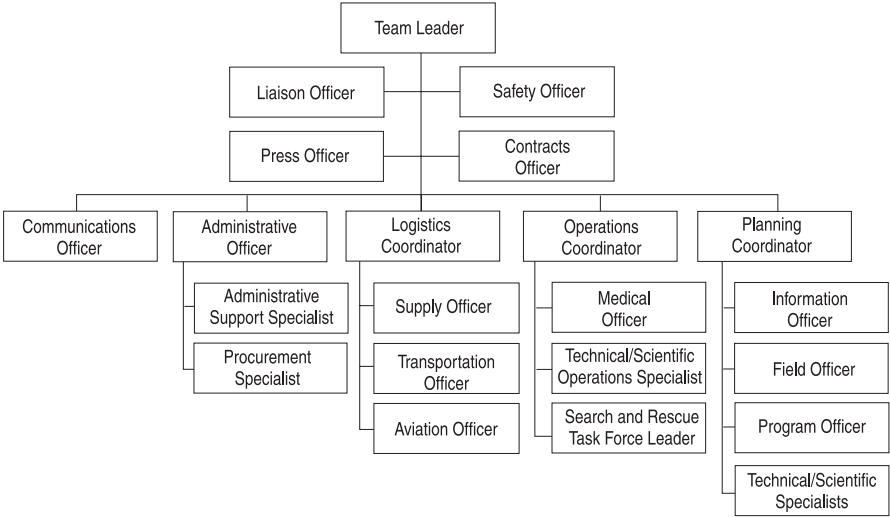 Team Leader
Liaison Officer
Safety Officer
Press Officer
Contracts
Officer
Communications
Officer
Administrative
Officer
Logistics
Coordinator
Operations
Coordinator
Planning
Coordinator
Administrative
Support Specialist
Procurement
Specialist
Supply Officer
Transportation
Officer
Aviation Officer
Medical
Officer
Technical/Scientific
Operations Specialist
Search and Rescue
Task Force Leader
Information
Officer
Field Officer
Program Officer
Technical/Scientific
Specialists